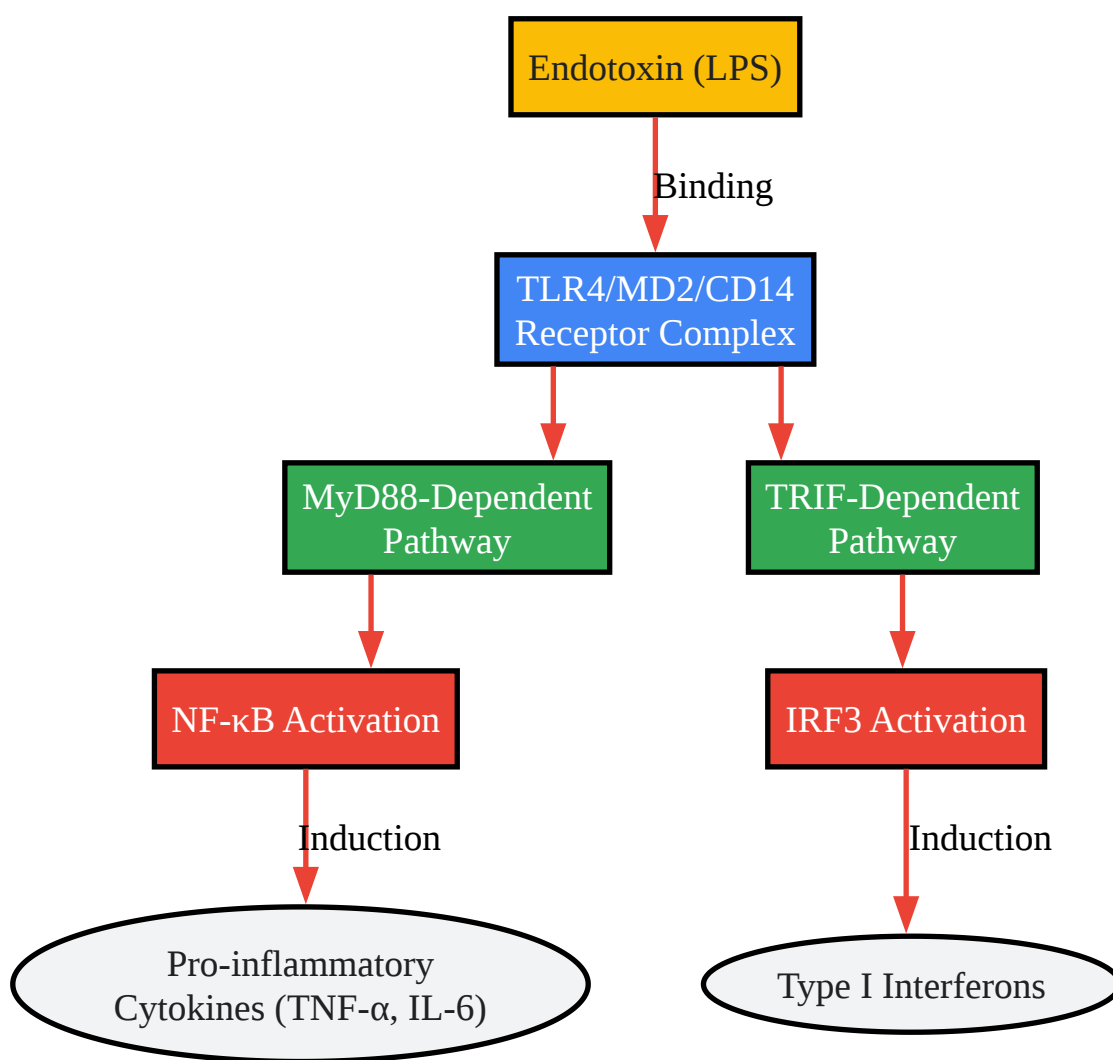 Endotoxin (LPS)
Binding
TLR4/MD2/CD14
Receptor Complex
MyD88-Dependent
Pathway
TRIF-Dependent
Pathway
NF-κB Activation
IRF3 Activation
Induction
Induction
Pro-inflammatory
Cytokines (TNF-α, IL-6)
Type I Interferons